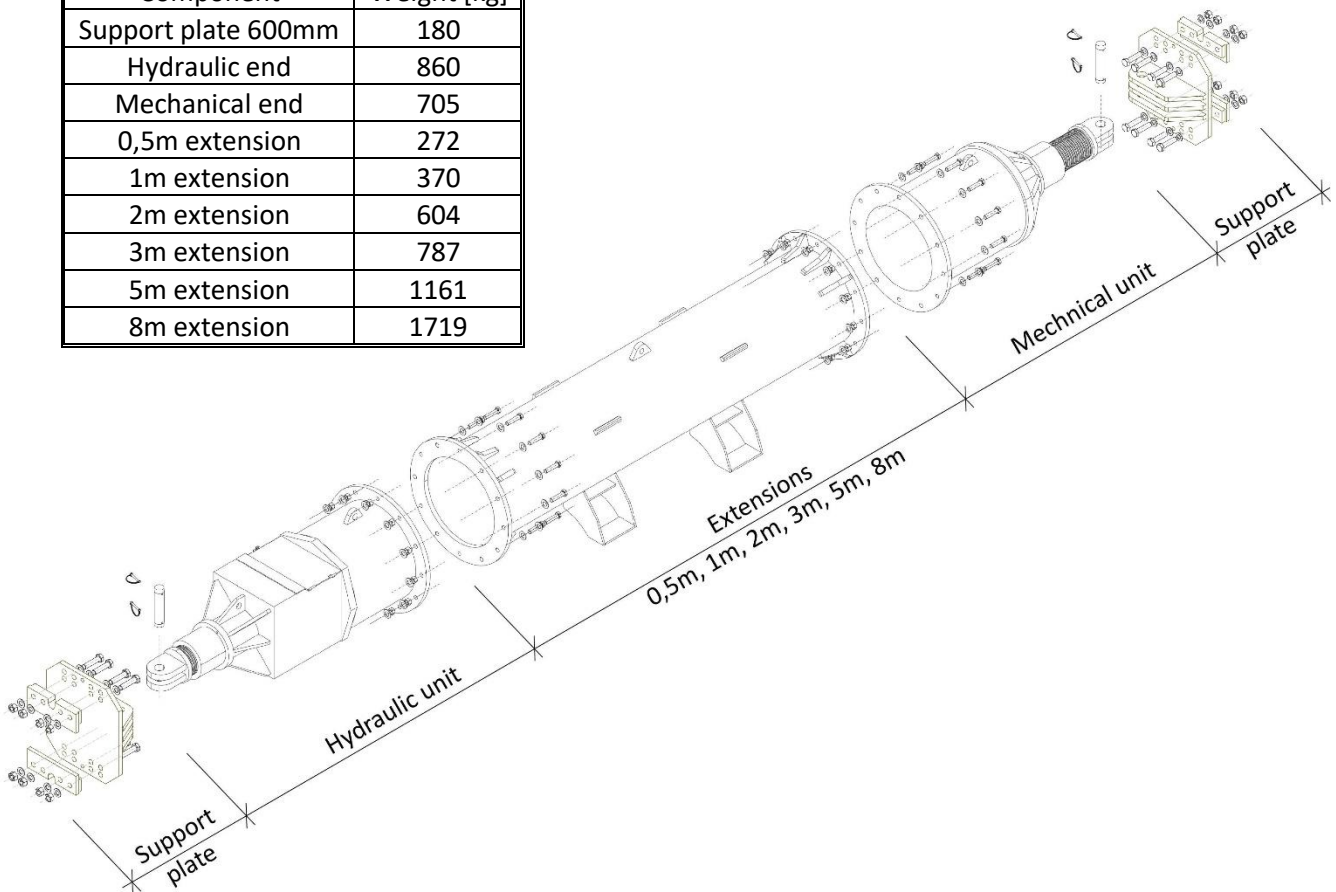 Component Weight [kg]
Support plate 600mm 180
Hydraulic end 860
Mechanical end 705
0,5m extension 272
1m extension 370
2m extension 604
3m extension 787
5m extension 1161
8m extension 1719
Support
plate
Mechnical unit
Extensions
0,5m, 1m, 2m, 3m, 5m, 8m
Hydraulic unit
Support
plate